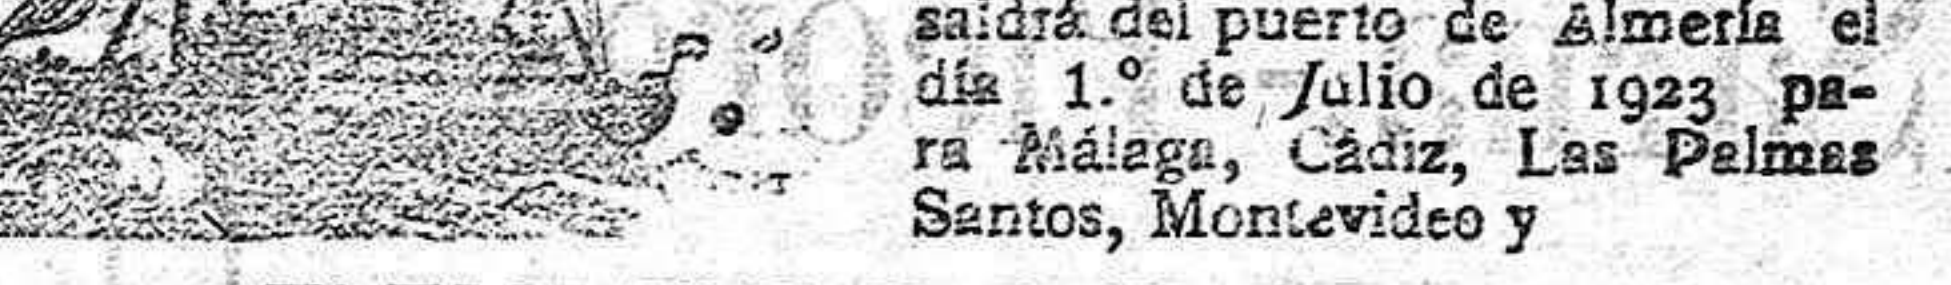 saldrá del puerto de Almería el
día 1.º de Julio de 1923 pa-
ra Málaga, Cádiz, Las Palmas
Santos, Montevideo y